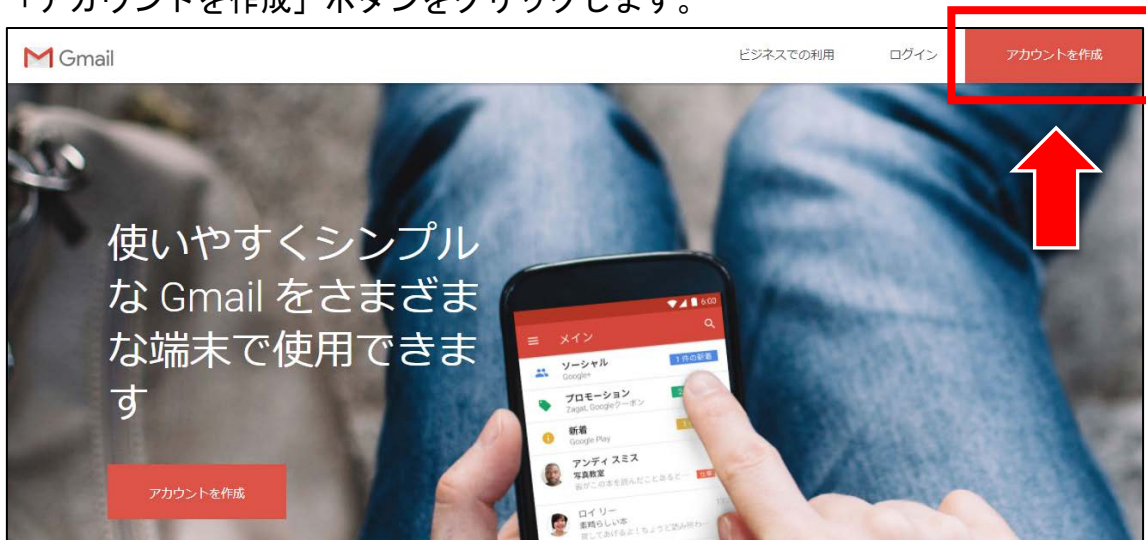 「アカウントを作成」ボタンをクリックします。
Gmail
ビジネスでの利用
ログイン
アカウントを作成
使いやすくシンプル
な Gmail をさまざま
な端末で使用できま
す
アカウントを作成
6:00
メイン
ソーシャル
1 件の新着
Google+
プロモーション
Zagat, Googleクーポン
新着
Google Play
アンディ スミス
写真教室
ロイ リー
素晴らしい本